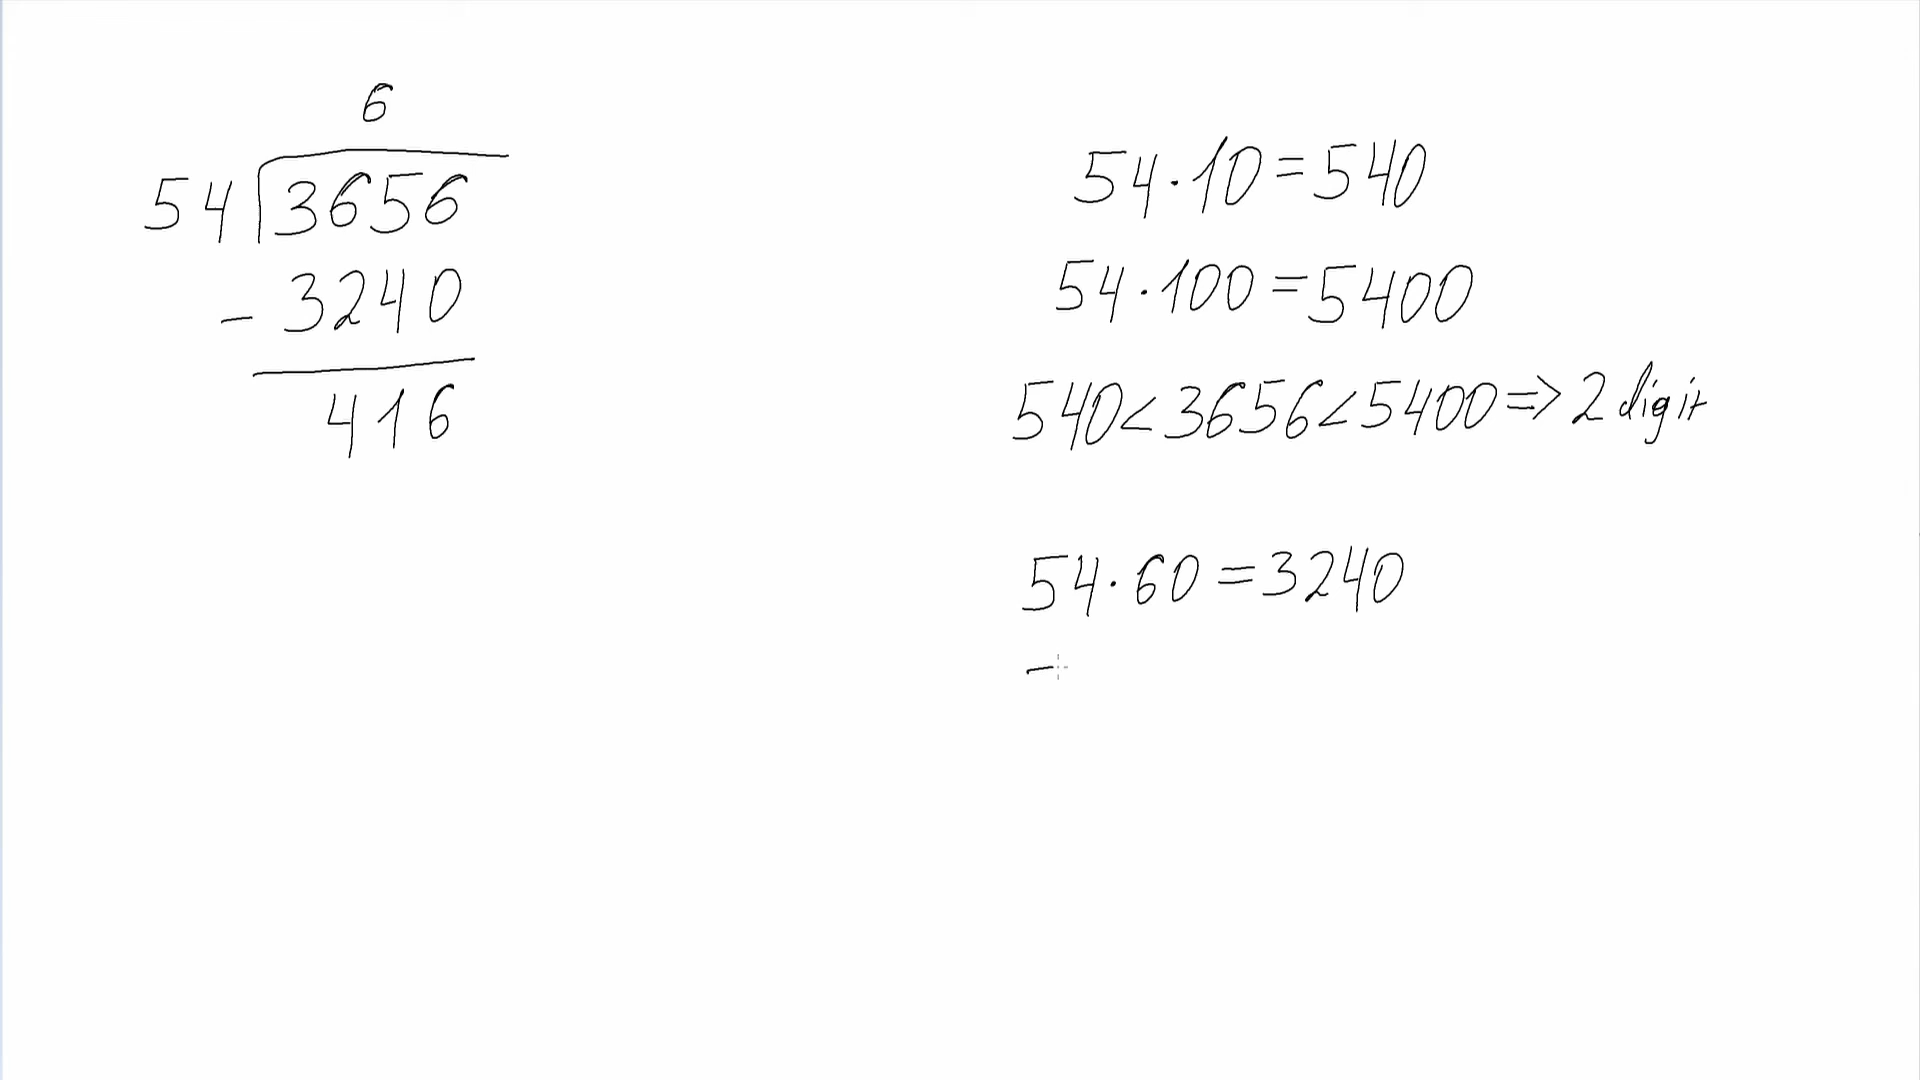 6
54 3656
- 3240
416
54 · 10 = 540
54 · 100 = 5400
540 < 3656 < 5400 => 2 digit
54 · 60 = 3240
-